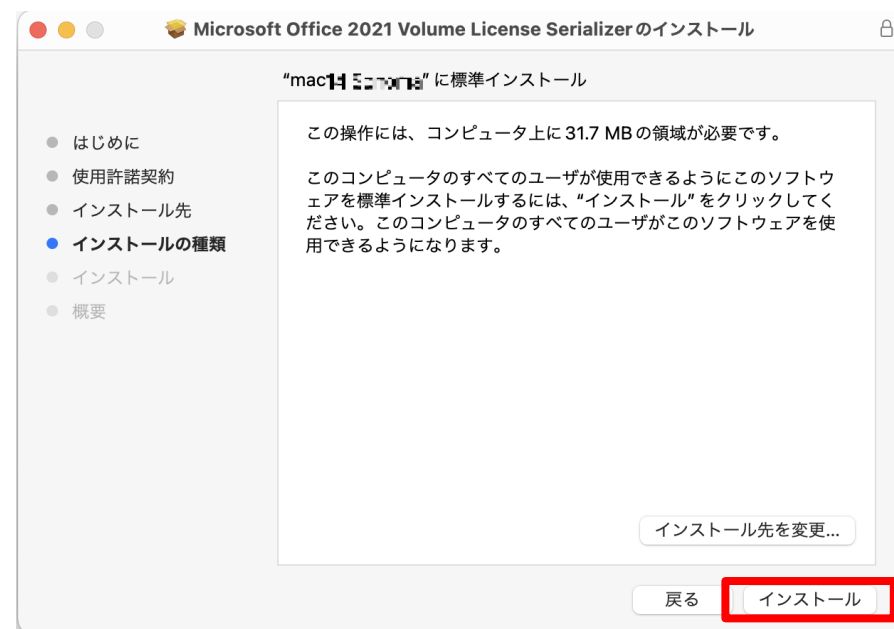 Microsoft Office 2021 Volume License Serializerのインストール
“mac” に標準インストール
はじめに
使用許諾契約
インストール先
インストールの種類
インストール
概要
この操作には、コンピュータ上に31.7 MBの領域が必要です。
このコンピュータのすべてのユーザが使用できるようにこのソフトウ
ェアを標準インストールするには、“インストール” をクリックしてく
ださい。このコンピュータのすべてのユーザがこのソフトウェアを使
用できるようになります。
インストール先を変更...
戻る
インストール